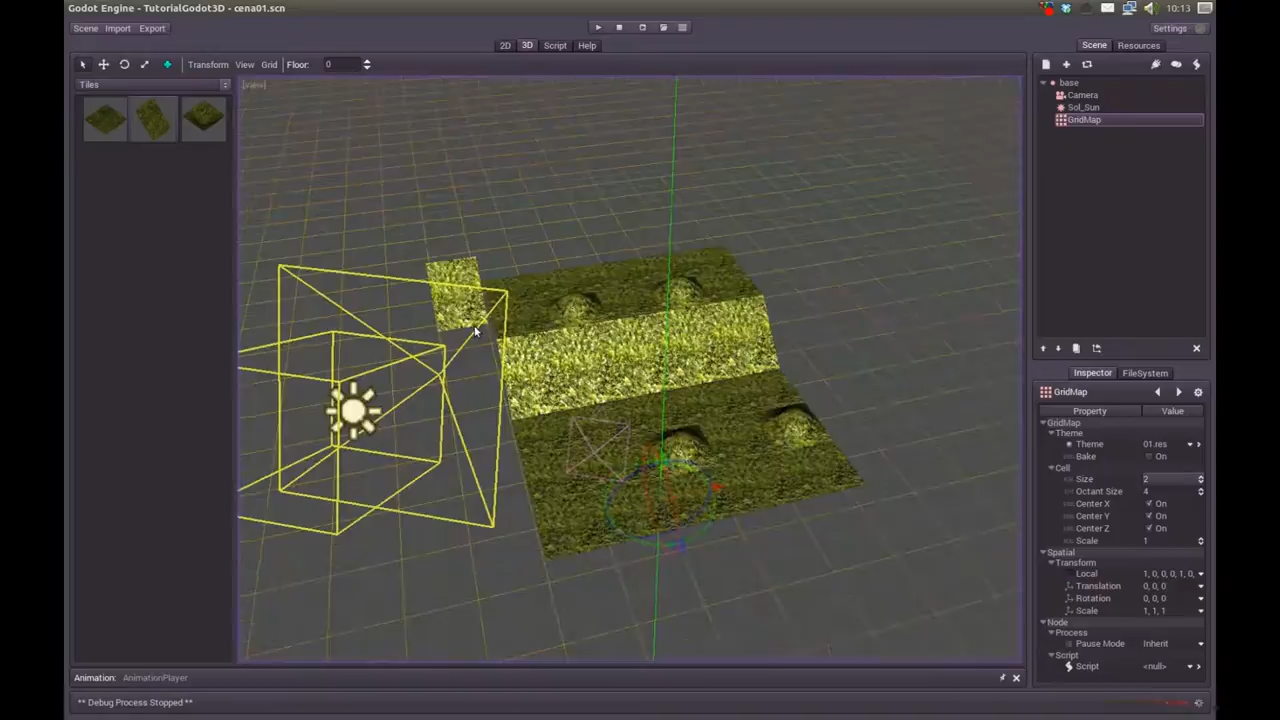 Godot Engine - TutorialGodot3D - cena01.scn
10:13
Scene Import Export
Settings
2D 3D Script Help
Scene Resources
Transform View Grid Floor: 0
Tiles
base
Camera
Sol_Sun
GridMap
Inspector FileSystem
GridMap
Property Value
GridMap
Theme
Theme 01.res
Bake On
Cell
Size 2
Octant Size 4
Center X On
Center Y On
Center Z On
Scale 1
Spatial
Transform
Local 1, 0, 0, 0, 1, 0,
Translation 0, 0, 0
Rotation 0, 0, 0
Scale 1, 1, 1
Node
Process
Pause Mode Inherit
Script
Script <null>
Animation: AnimationPlayer
** Debug Process Stopped **